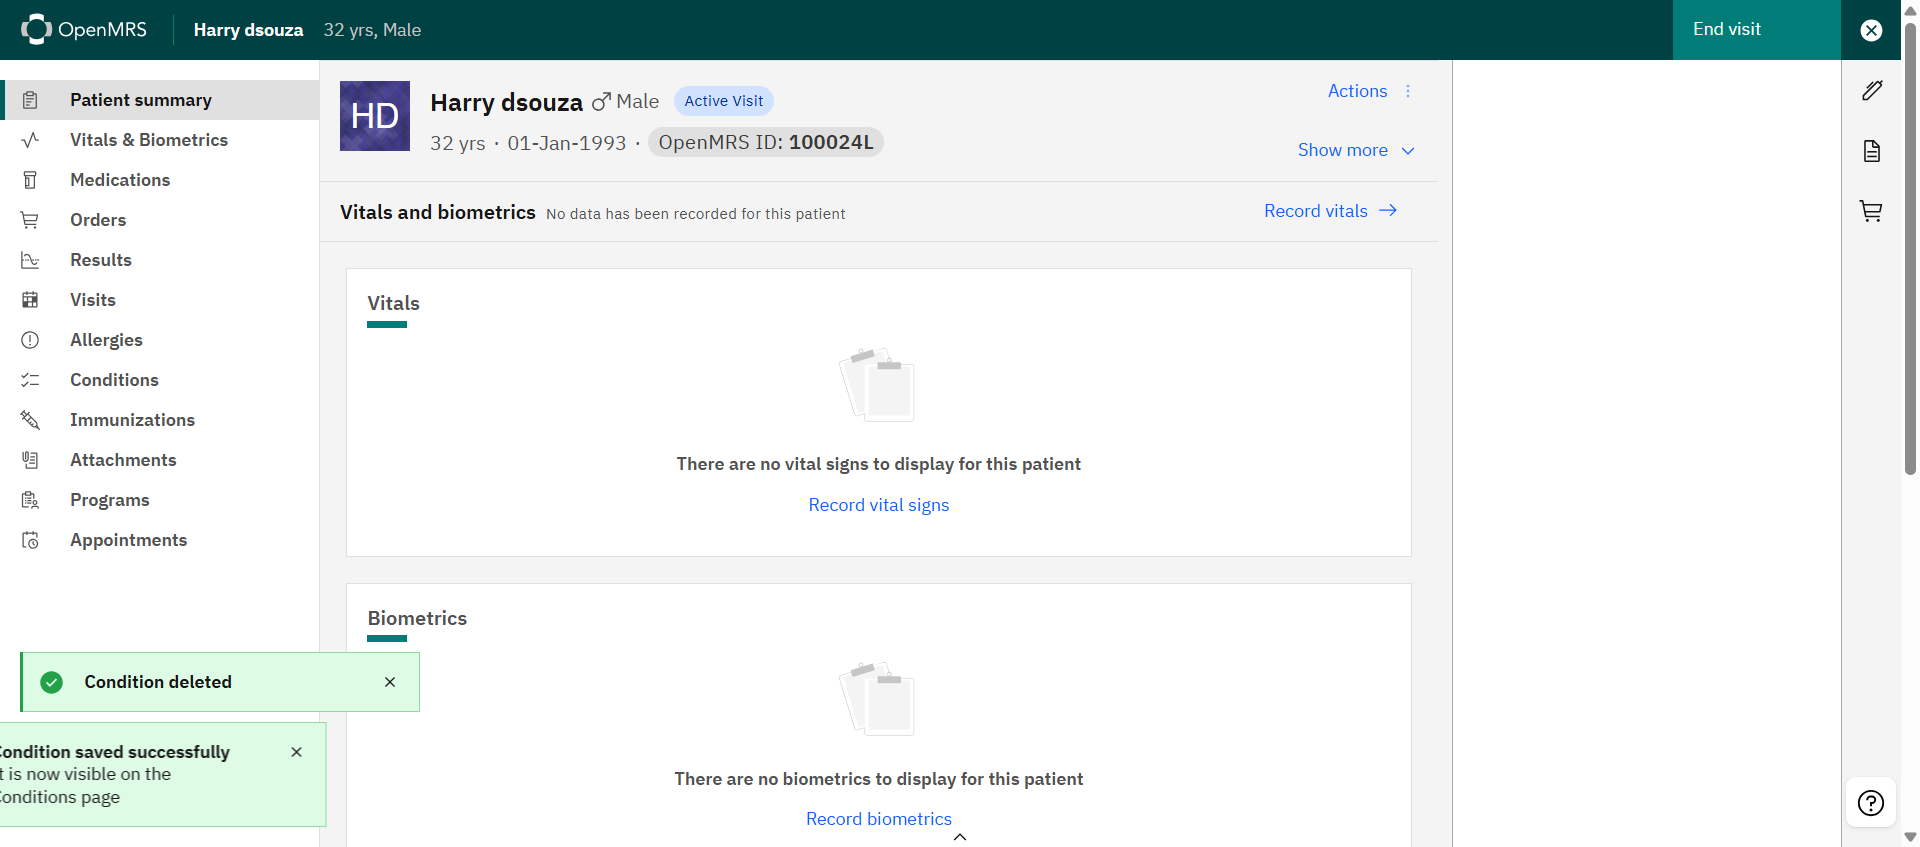 OpenMRS
Harry dsouza 32 yrs, Male
End visit
Patient summary
Vitals & Biometrics
Medications
Orders
Results
Visits
Allergies
Conditions
Immunizations
Attachments
Programs
Appointments
HD
Harry dsouza Male Active Visit
32 yrs · 01-Jan-1993 · OpenMRS ID: 100024L
Actions
Show more
Vitals and biometrics No data has been recorded for this patient
Record vitals
Vitals
There are no vital signs to display for this patient
Record vital signs
Biometrics
There are no biometrics to display for this patient
Record biometrics
Condition deleted
ondition saved successfully
t is now visible on the
onditions page